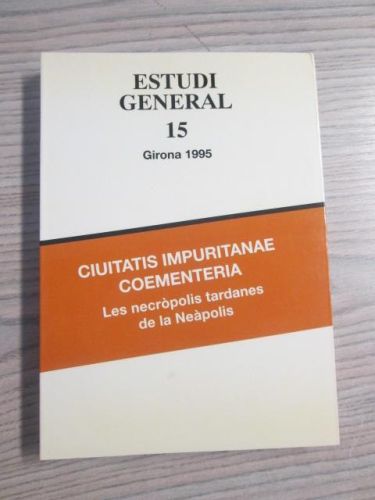 ESTUDI
GENERAL
15
Girona 1995
CIUITATIS IMPURITANAE
COEMENTERIA
Les necròpolis tardanes
de la Neàpolis